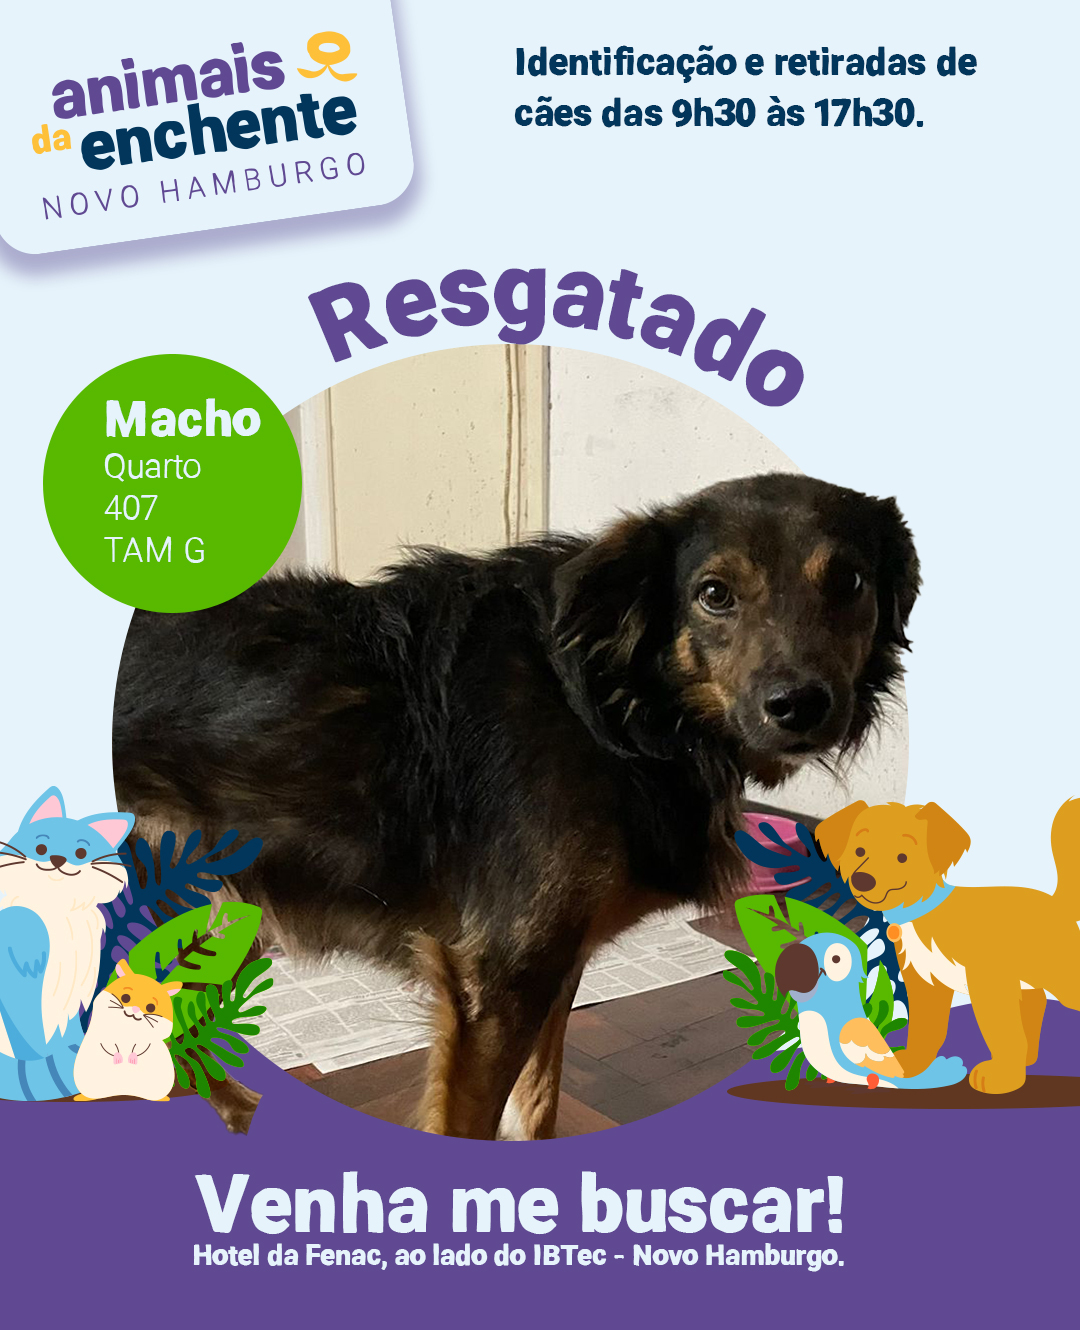 animais
da enchente
NOVO HAMBURGO
Identificação e retiradas de
cães das 9h30 às 17h30.
Resgatado
Macho
Quarto
407
TAM G
Venha me buscar!
Hotel da Fenac, ao lado do IBTec - Novo Hamburgo.